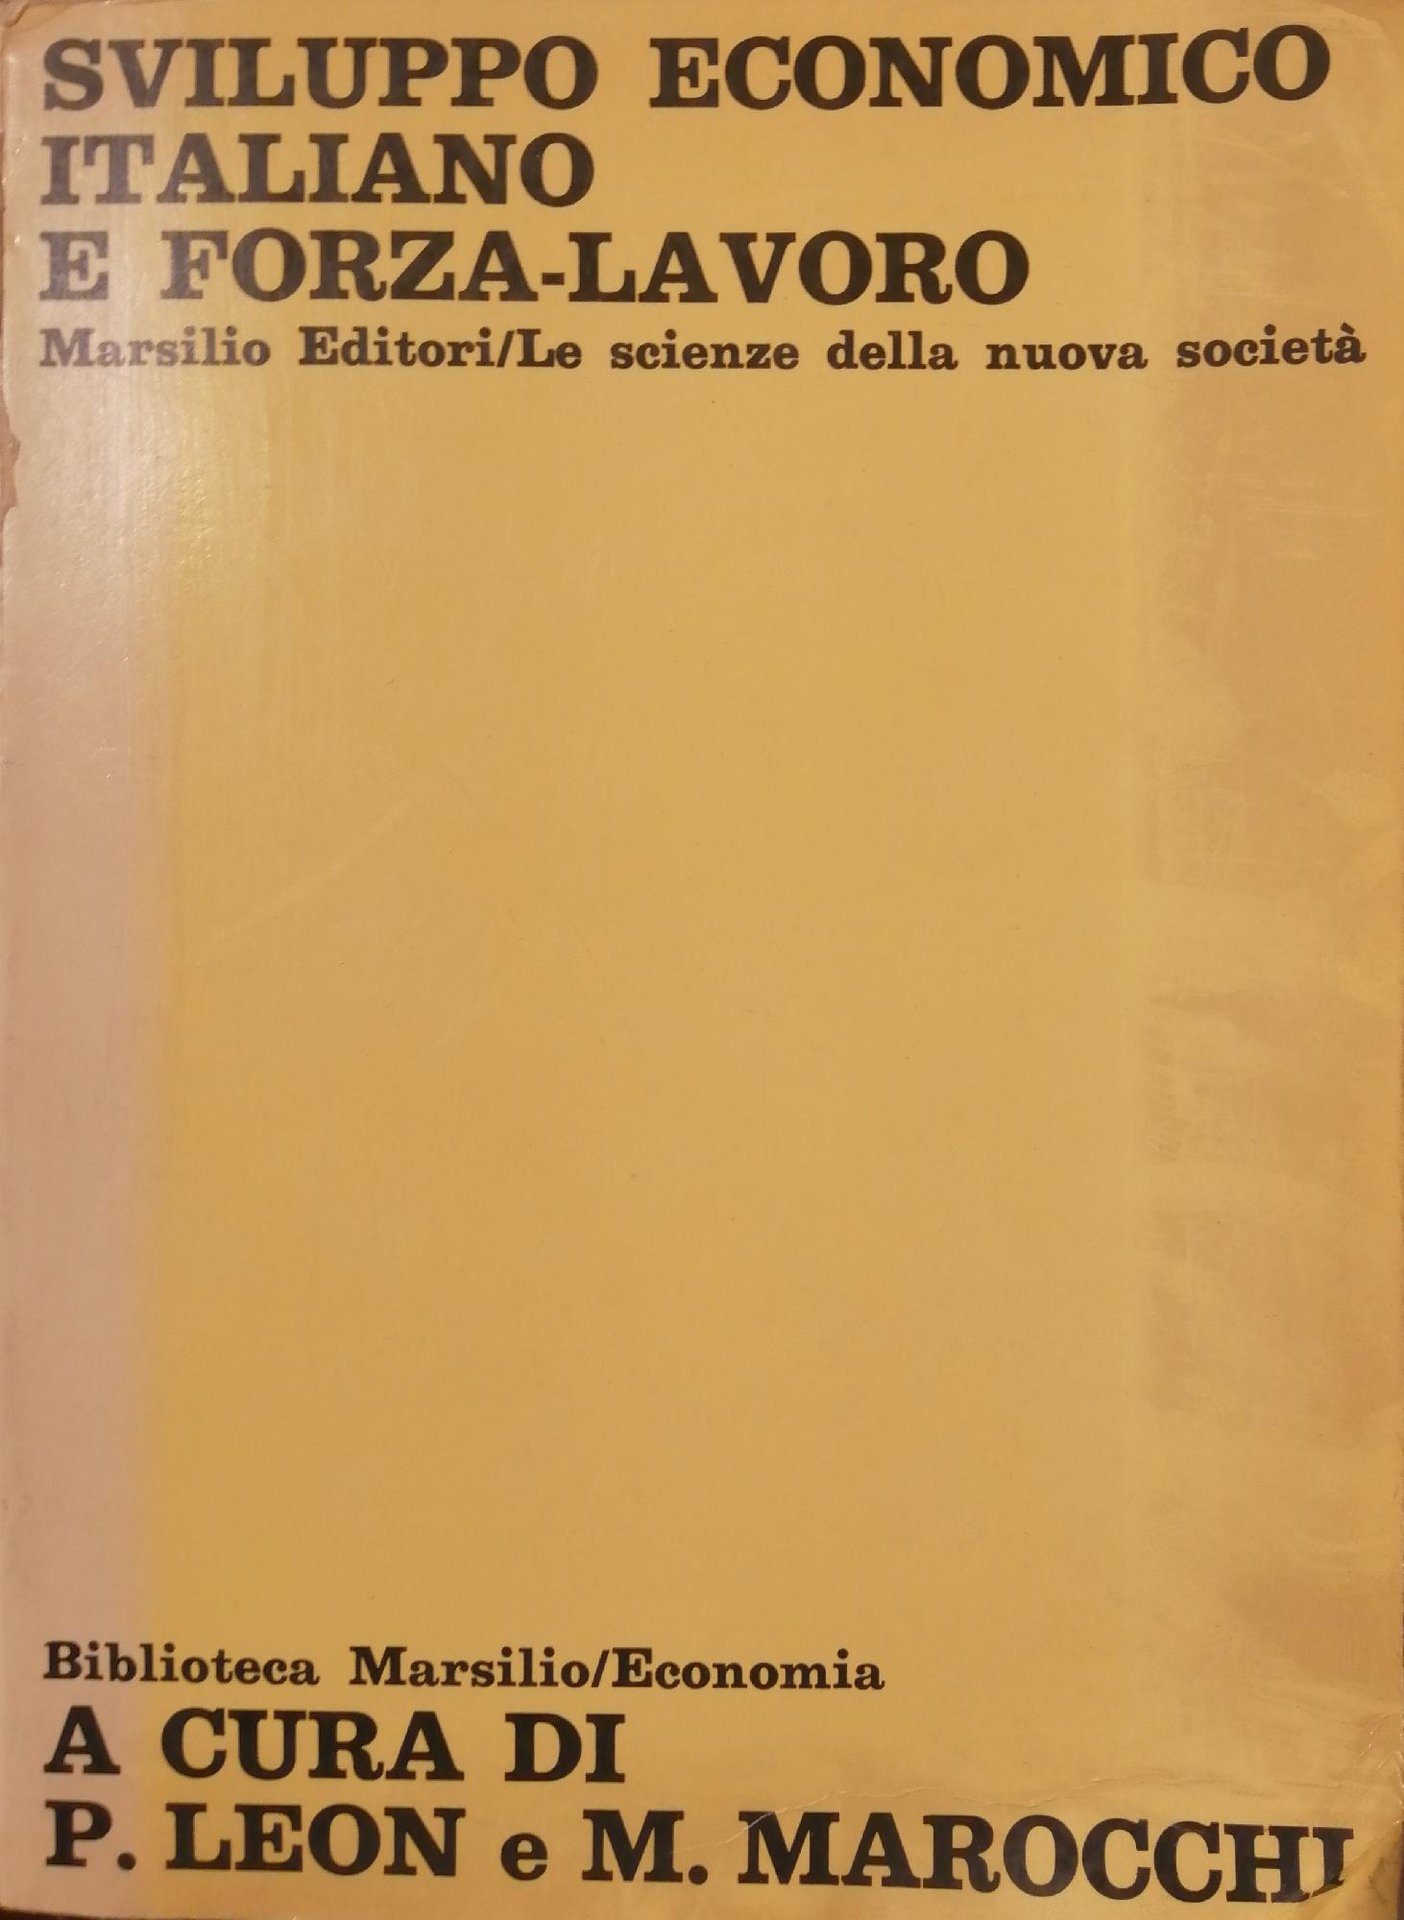 SVILUPPO ECONOMICO
ITALIANO
E FORZA-LAVORO
Marsilio Editori/Le scienze della nuova società
Biblioteca Marsilio/Economia
A CURA DI
P. LEON e M. MAROCCHI